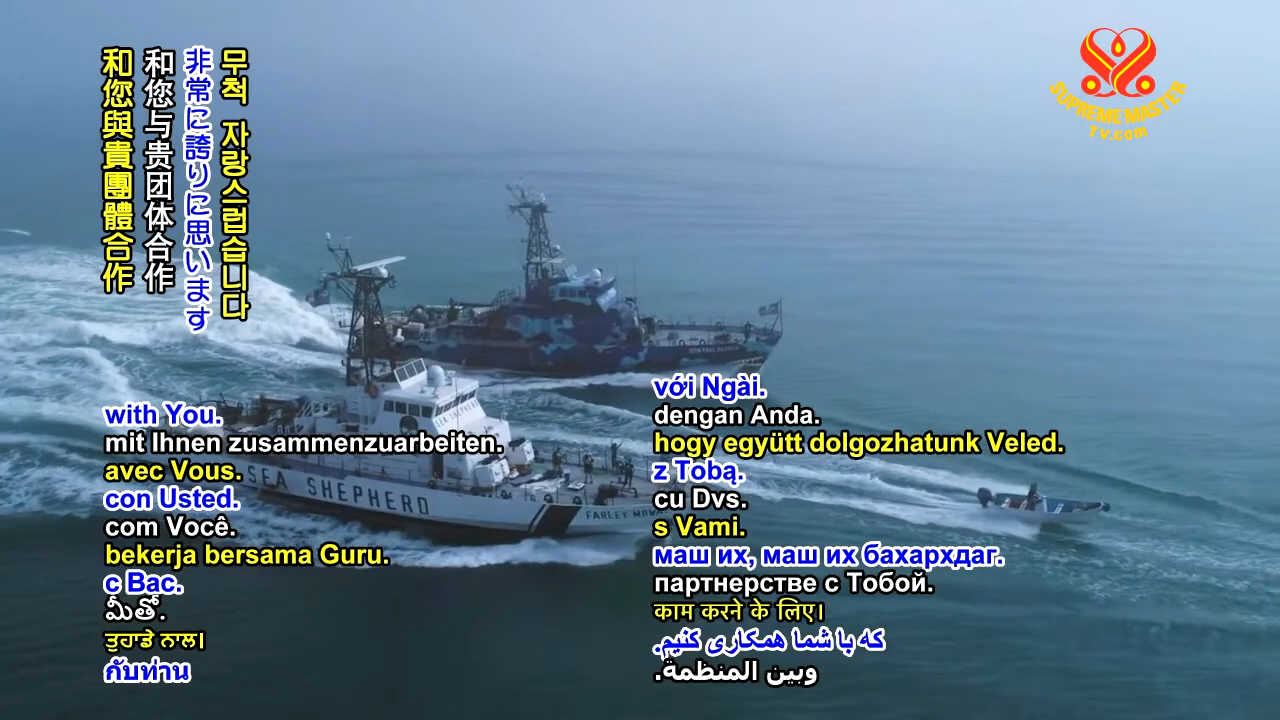 무척 자랑스럽습니다
非常に誇りに思います
和您与贵团体合作
和您與貴團體合作
SUPREME MASTER
TV.com
with You.
mit Ihnen zusammenzuarbeiten.
avec Vous.
con Usted.
com Você.
bekerja bersama Guru.
с Вас.
మీతో.
ਤੁਹਾਡੇ ਨਾਲ।
กับท่าน
với Ngài.
dengan Anda.
hogy együtt dolgozhatunk Veled.
z Tobą.
cu Dvs.
s Vami.
маш их, маш их бахархдаг.
партнерстве с Тобой.
काम करने के लिए।
که با شما همکاری کنیم.
وبين المنظمة.
SEA SHEPHERD
SEA SHEPHERD
FARLEY MOWAT